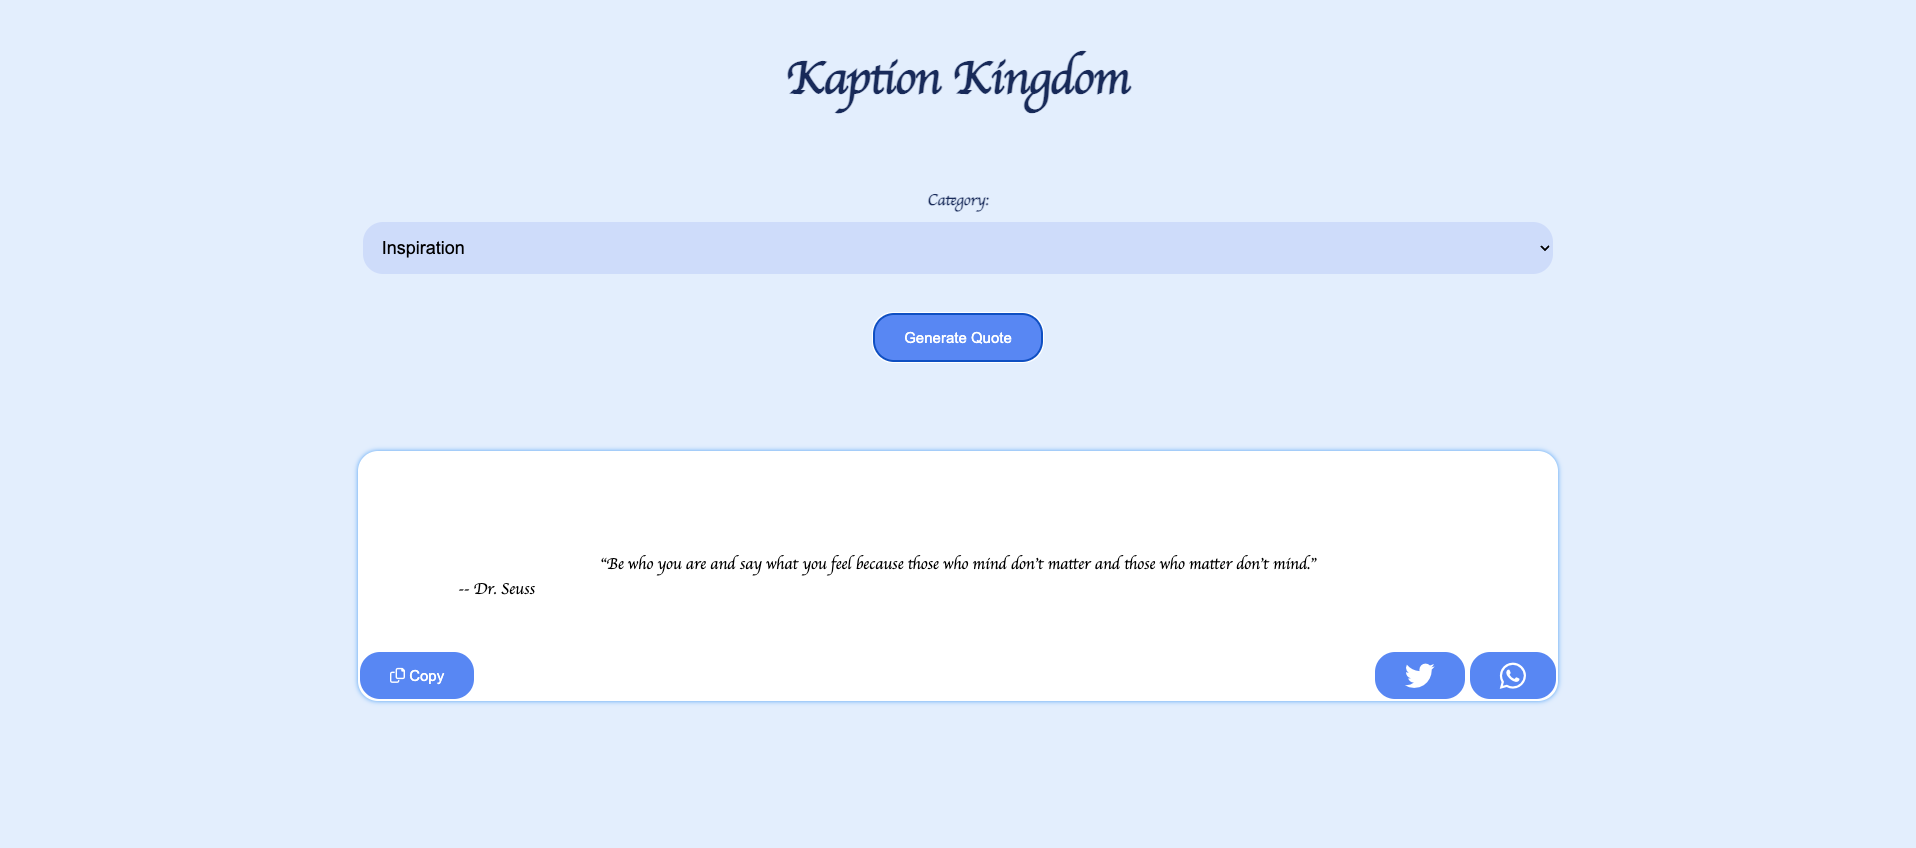 Kaption Kingdom
Category:
Inspiration
Generate Quote
“Be who you are and say what you feel because those who mind don't matter and those who matter don't mind.”
-- Dr. Seuss
Copy